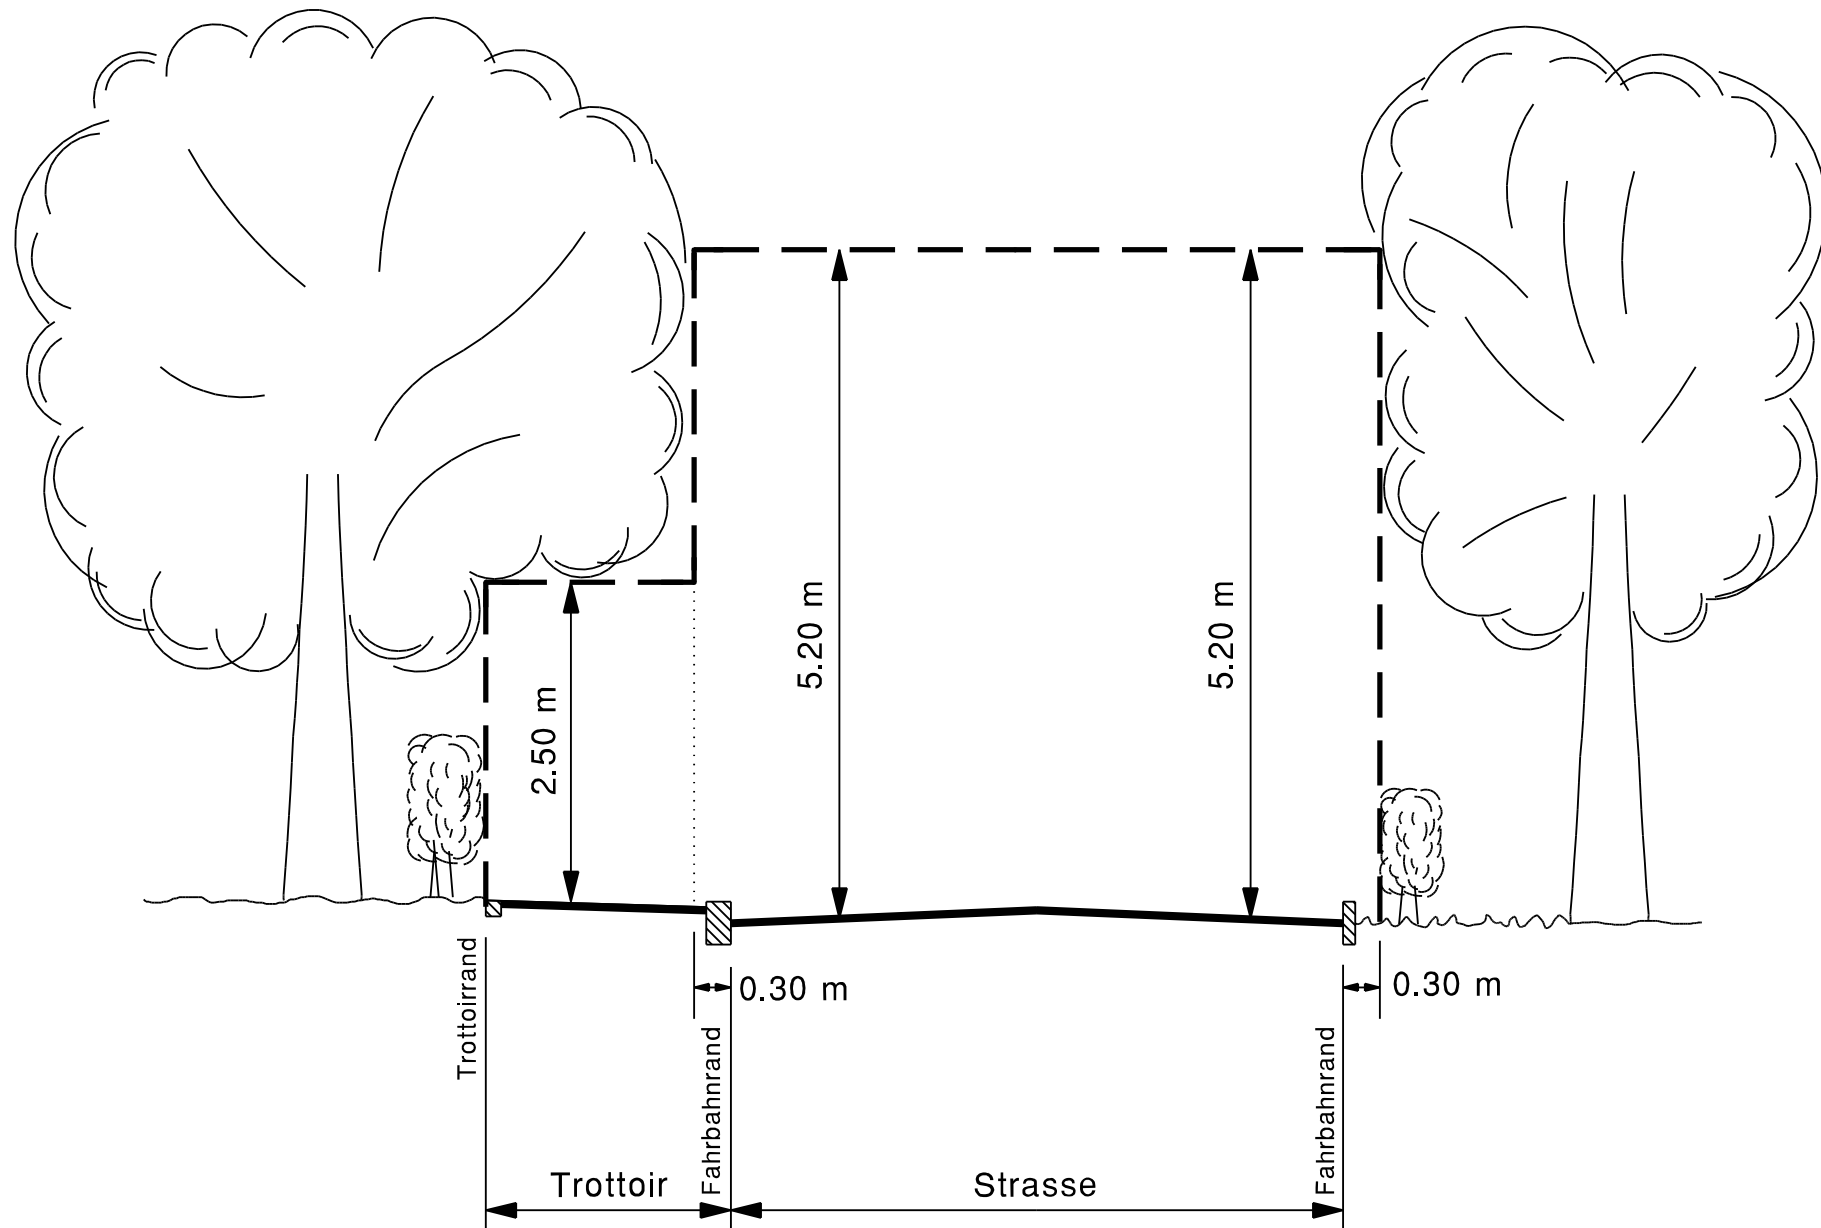 5.20 m
5.20 m
2.50 m
0.30 m
0.30 m
Trottoirrand
Fahrbahnrand
Fahrbahnrand
Trottoir
Strasse